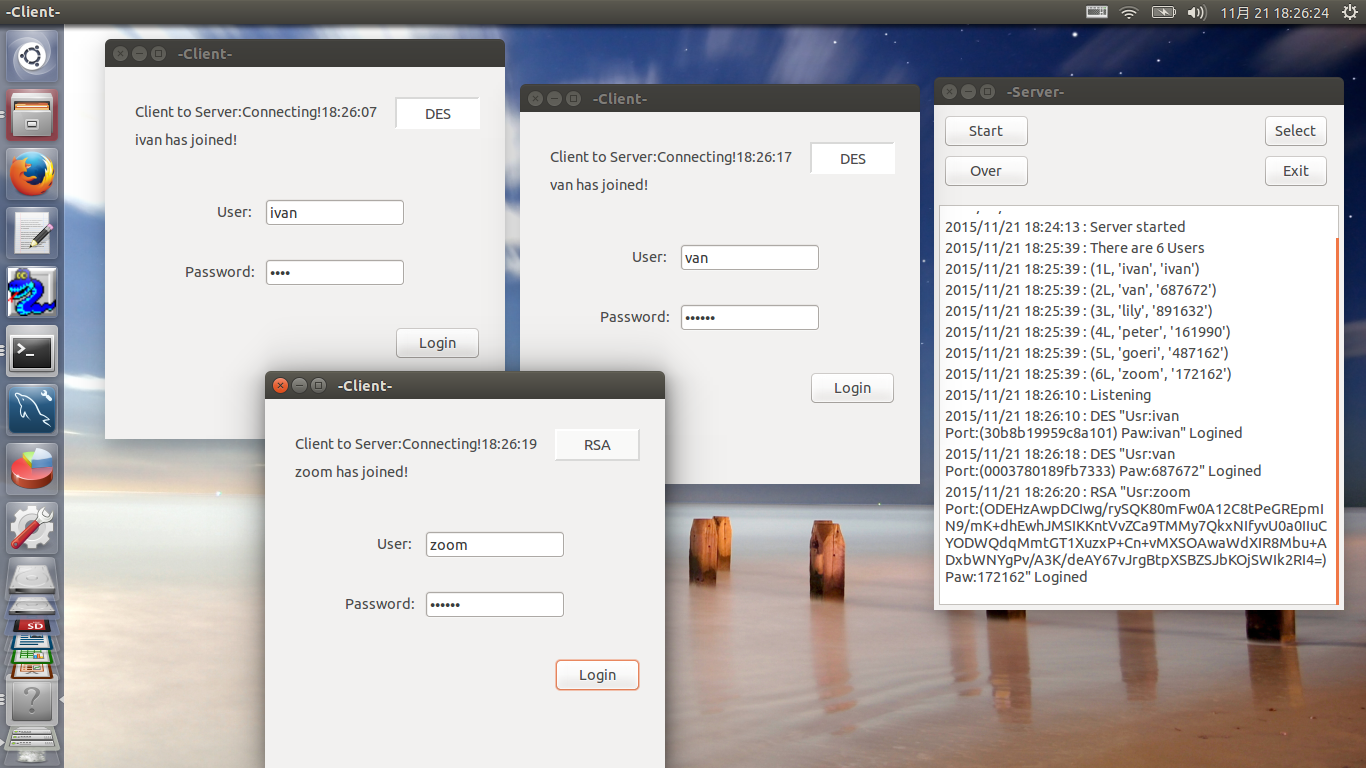 -Client-
11月 21 18:26:24
-Client-
Client to Server:Connecting!18:26:07
DES
ivan has joined!
User:
ivan
Password:
••••
Login
-Client-
Client to Server:Connecting!18:26:17
DES
van has joined!
User:
van
Password:
••••••
Login
-Client-
Client to Server:Connecting!18:26:19
RSA
zoom has joined!
User:
zoom
Password:
••••••
Login
-Server-
Start
Select
Over
Exit
2015/11/21 18:24:13 : Server started
2015/11/21 18:25:39 : There are 6 Users
2015/11/21 18:25:39 : (1L, 'ivan', 'ivan')
2015/11/21 18:25:39 : (2L, 'van', '687672')
2015/11/21 18:25:39 : (3L, 'lily', '891632')
2015/11/21 18:25:39 : (4L, 'peter', '161990')
2015/11/21 18:25:39 : (5L, 'goeri', '487162')
2015/11/21 18:25:39 : (6L, 'zoom', '172162')
2015/11/21 18:26:10 : Listening
2015/11/21 18:26:10 : DES "Usr:ivan
Port:(30b8b19959c8a101) Paw:ivan" Logined
2015/11/21 18:26:18 : DES "Usr:van
Port:(0003780189fb7333) Paw:687672" Logined
2015/11/21 18:26:20 : RSA "Usr:zoom
Port:(ODEHzAwpDCIwg/rySQK80mFw0A12C8tPeGREpmI
N9/mK+dhEwhJMSIKKntVvZCa9TMMy7QkxNIfyvU0a0IIuC
YODWQdqMmtGT1XuzxP+Cn+vMXSOAwaWdXIR8Mbu+A
DxbWNYgPv/A3K/deAY67vJrgBtpXSBZSJbKOjSWIk2RI4=)
Paw:172162" Logined
SD